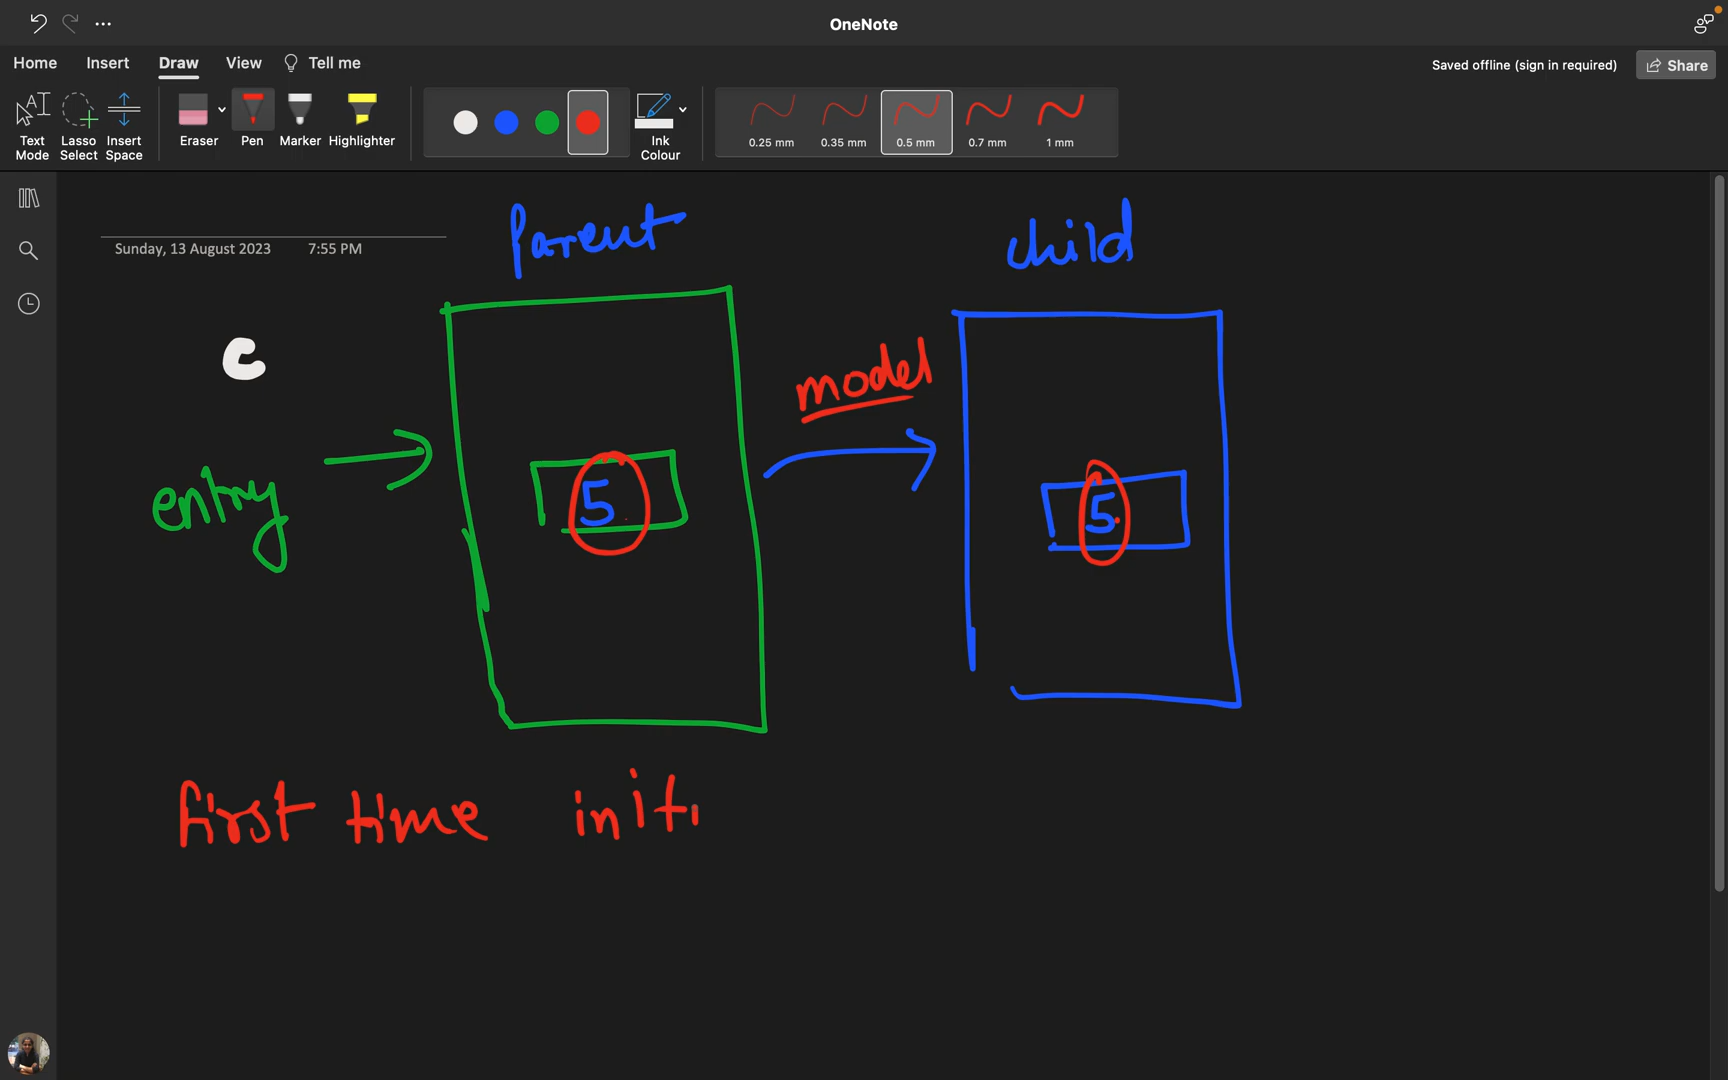 OneNote
Home Insert Draw View Tell me
Saved offline (sign in required) Share
Text Mode
Lasso Select
Insert Space
Eraser
Pen
Marker
Highlighter
Ink Colour
0.25 mm
0.35 mm
0.5 mm
0.7 mm
1 mm
Sunday, 13 August 2023 7:55 PM
parent
child
c
model
entry
5
5
first time initi